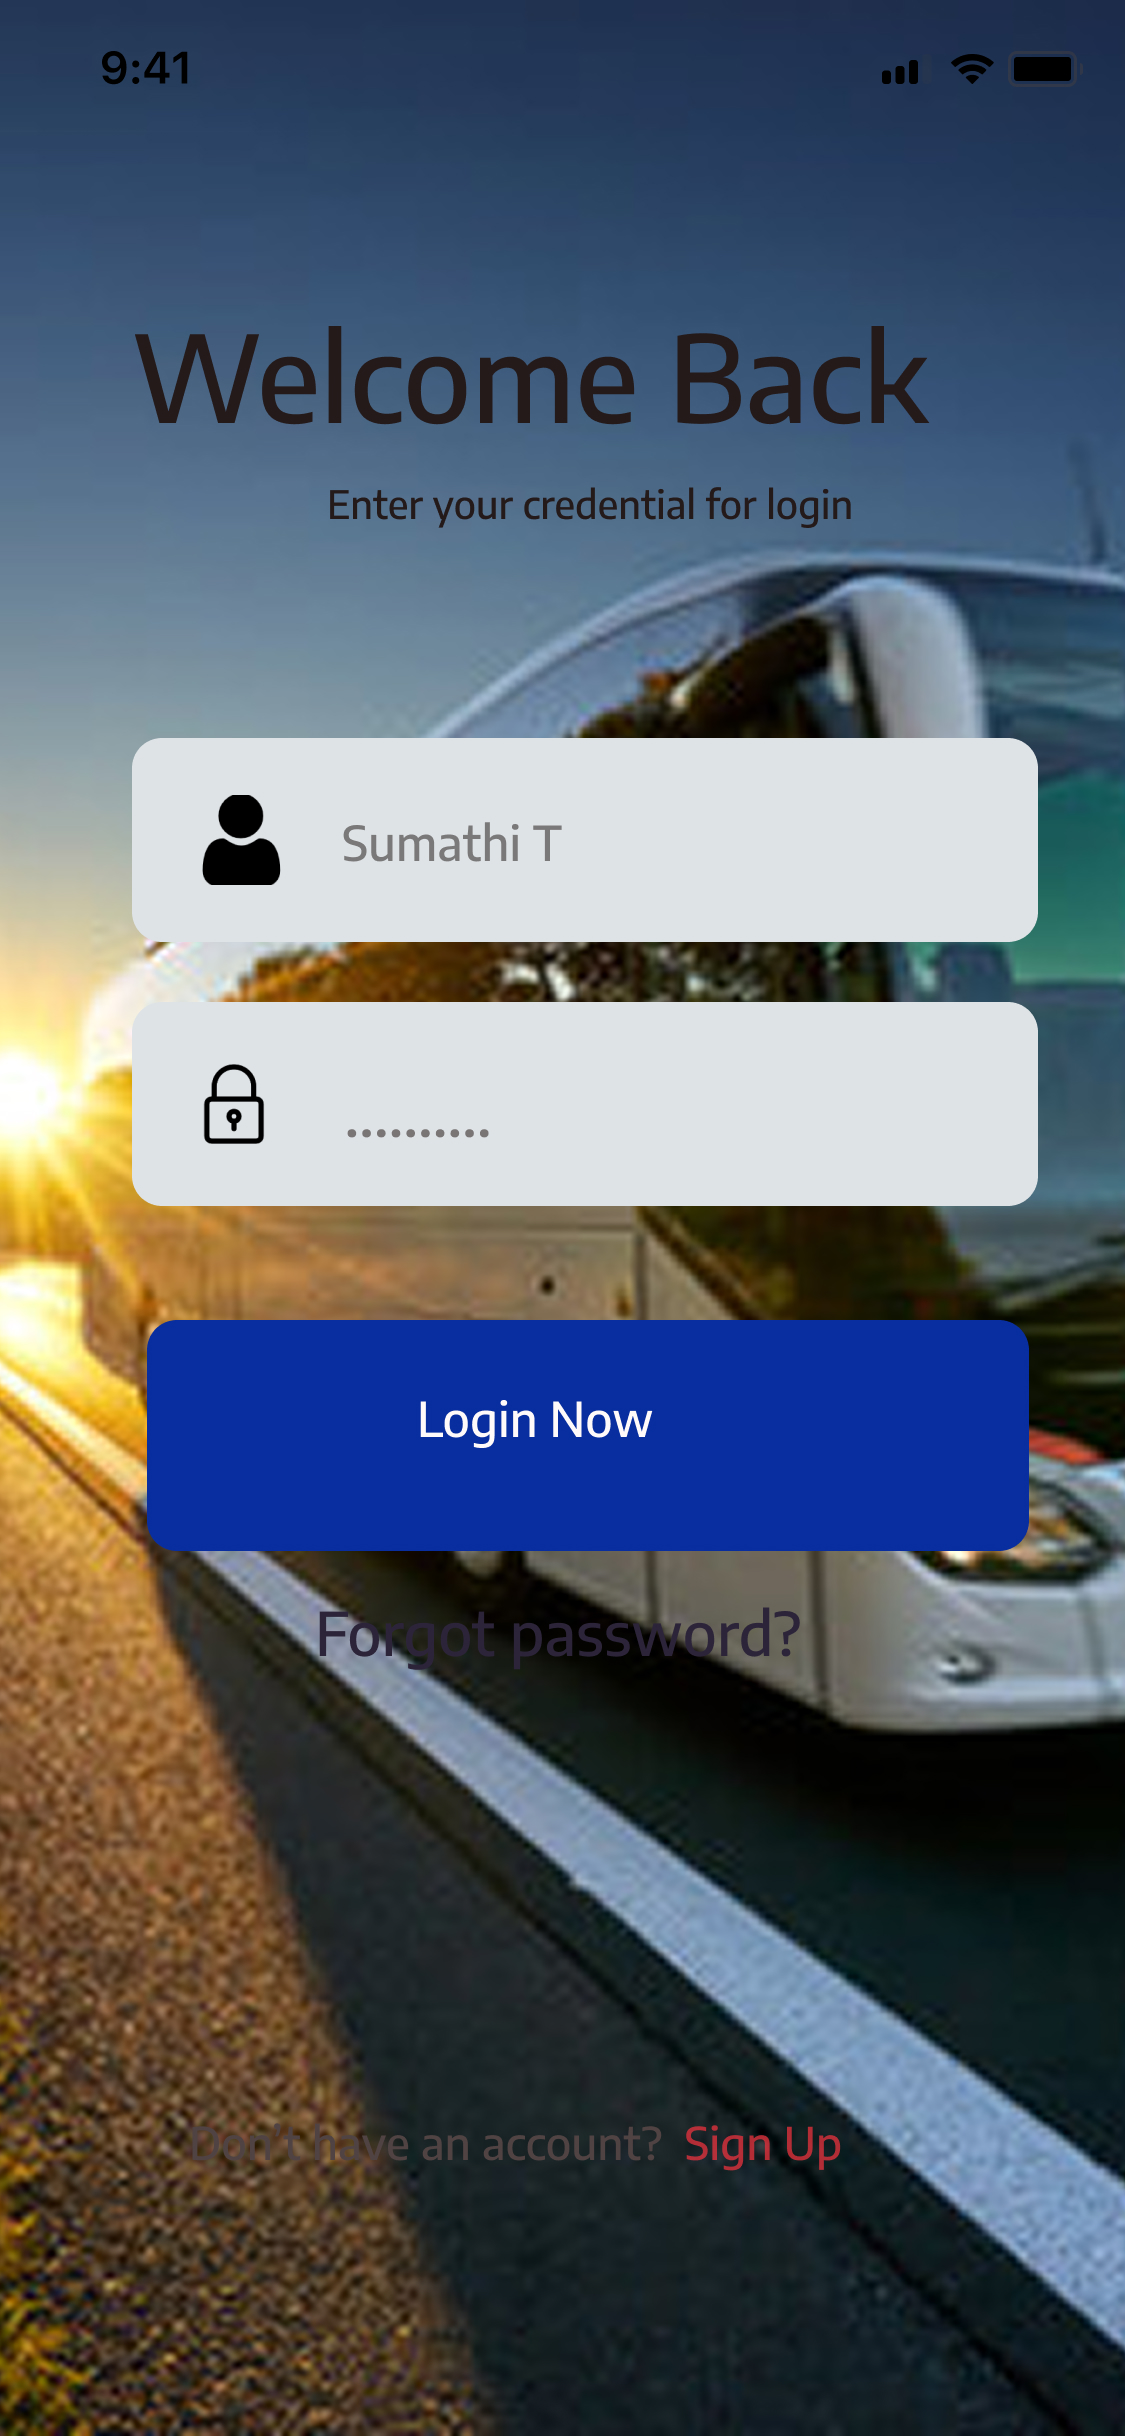 9:41
Welcome Back
Enter your credential for login
Sumathi T
..........
Login Now
Forgot password?
Don't have an account? Sign Up